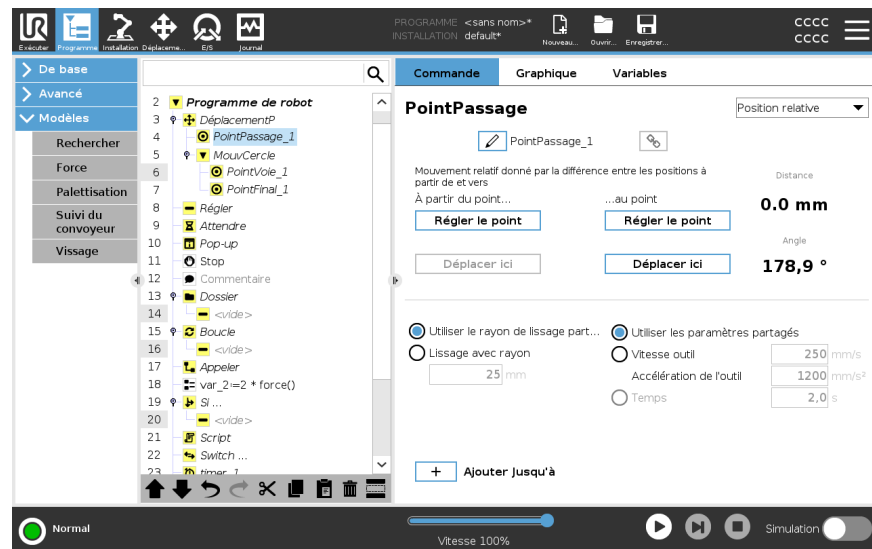 PROGRAMME <sans nom>*
INSTALLATION default*
UR
Exécuter
Programme
Installation
Déplaceme...
E/S
Journal
Nouveau...
Ouvrir...
Enregistrer...
CCCC
CCCC
De base
Avancé
Modèles
Rechercher
Force
Palettisation
Suivi du
convoyeur
Vissage
2 Programme de robot
3 DéplacementP
4 PointPassage_1
5 MouvCercle
6 PointVoie_1
7 PointFinal_1
8 Régler
9 Attendre
10 Pop-up
11 Stop
12 Commentaire
13 Dossier
14 <vide>
15 Boucle
16 <vide>
17 Appeler
18 var_2≔2 * force()
19 Si ...
20 <vide>
21 Script
22 Switch ...
23 timer_1
Commande
Graphique
Variables
PointPassage
Position relative
PointPassage_1
Mouvement relatif donné par la différence entre les positions à
partir de et vers
À partir du point...
...au point
Régler le point
Régler le point
Déplacer ici
Déplacer ici
Distance
0.0 mm
Angle
178,9 °
Utiliser le rayon de lissage part...
Lissage avec rayon
25 mm
Utiliser les paramètres partagés
Vitesse outil 250 mm/s
Accélération de l'outil 1200 mm/s²
Temps 2,0 s
+ Ajouter Jusqu'à
Normal
Vitesse 100%
Simulation